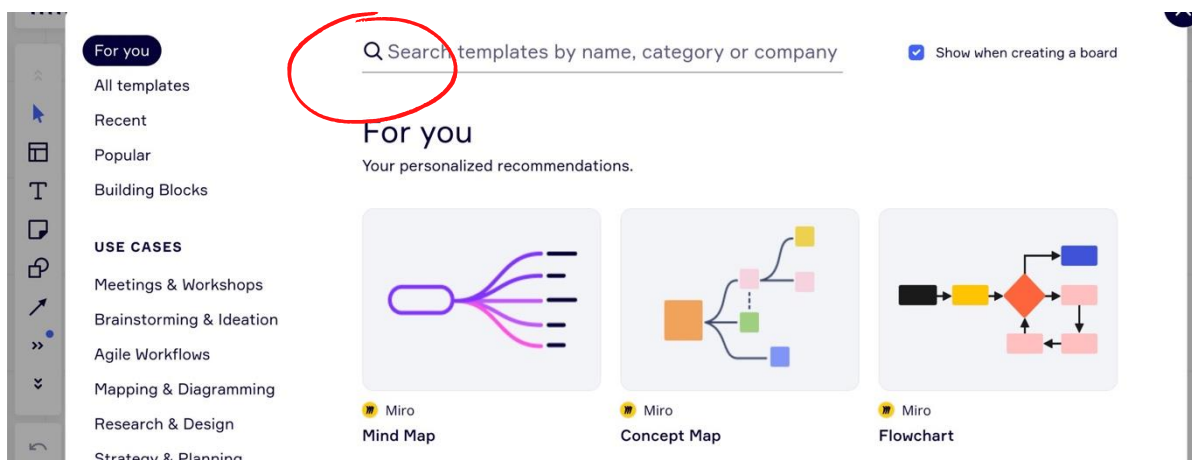 For you
All templates
Recent
Popular
Building Blocks
USE CASES
Meetings & Workshops
Brainstorming & Ideation
Agile Workflows
Mapping & Diagramming
Research & Design
Strategy & Planning
Search templates by name, category or company
Show when creating a board
For you
Your personalized recommendations.
Miro
Mind Map
Miro
Concept Map
Miro
Flowchart